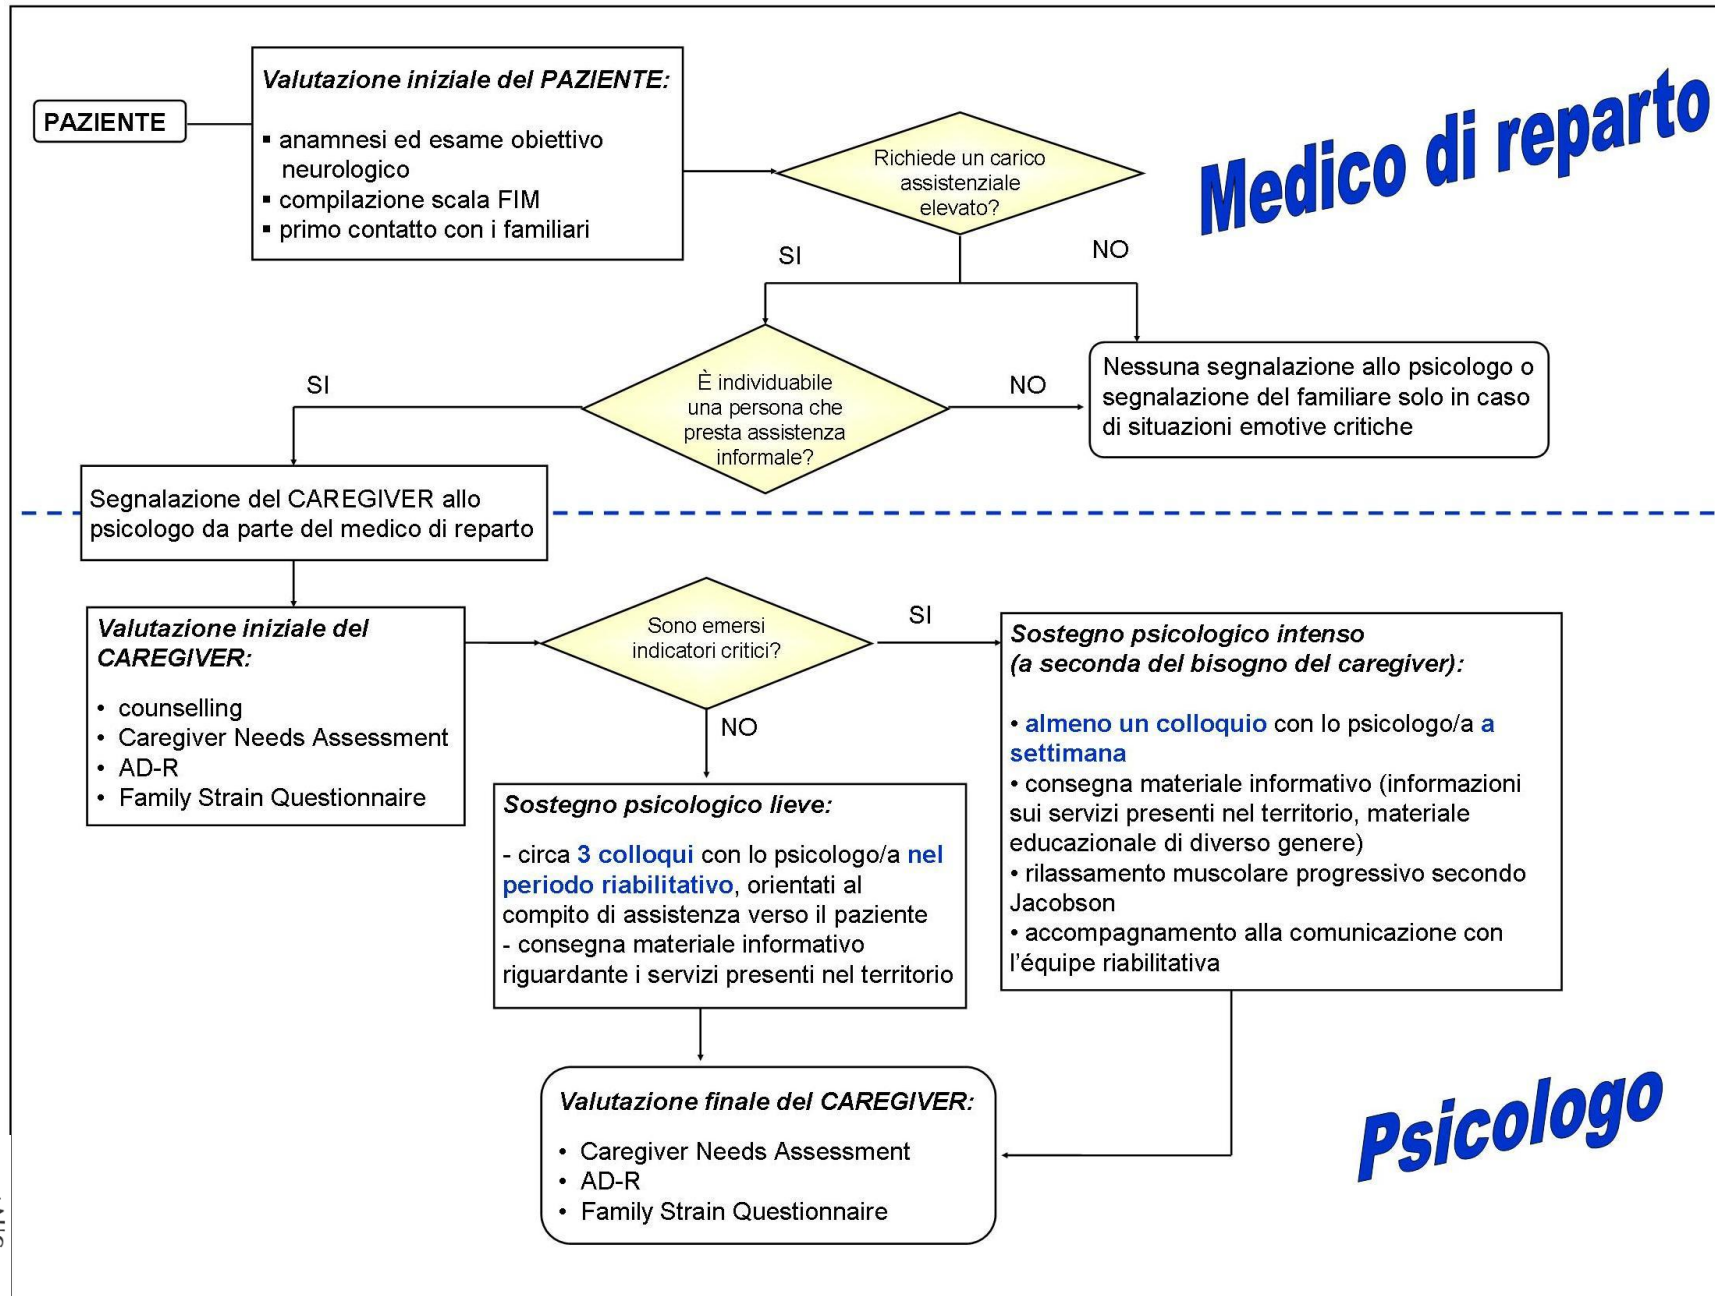 PAZIENTE
Valutazione iniziale del PAZIENTE:
▪ anamnesi ed esame obiettivo
neurologico
▪ compilazione scala FIM
▪ primo contatto con i familiari
Richiede un carico
assistenziale
elevato?
Medico di reparto
SI
NO
È individuabile
una persona che
presta assistenza
informale?
SI
NO
Nessuna segnalazione allo psicologo o
segnalazione del familiare solo in caso
di situazioni emotive critiche
Segnalazione del CAREGIVER allo
psicologo da parte del medico di reparto
Valutazione iniziale del
CAREGIVER:
• counselling
• Caregiver Needs Assessment
• AD-R
• Family Strain Questionnaire
Sono emersi
indicatori critici?
SI
NO
Sostegno psicologico intenso
(a seconda del bisogno del caregiver):
• almeno un colloquio con lo psicologo/a a
settimana
• consegna materiale informativo (informazioni
sui servizi presenti nel territorio, materiale
educazionale di diverso genere)
• rilassamento muscolare progressivo secondo
Jacobson
• accompagnamento alla comunicazione con
l’équipe riabilitativa
Sostegno psicologico lieve:
- circa 3 colloqui con lo psicologo/a nel
periodo riabilitativo, orientati al
compito di assistenza verso il paziente
- consegna materiale informativo
riguardante i servizi presenti nel territorio
Valutazione finale del CAREGIVER:
• Caregiver Needs Assessment
• AD-R
• Family Strain Questionnaire
Psicologo